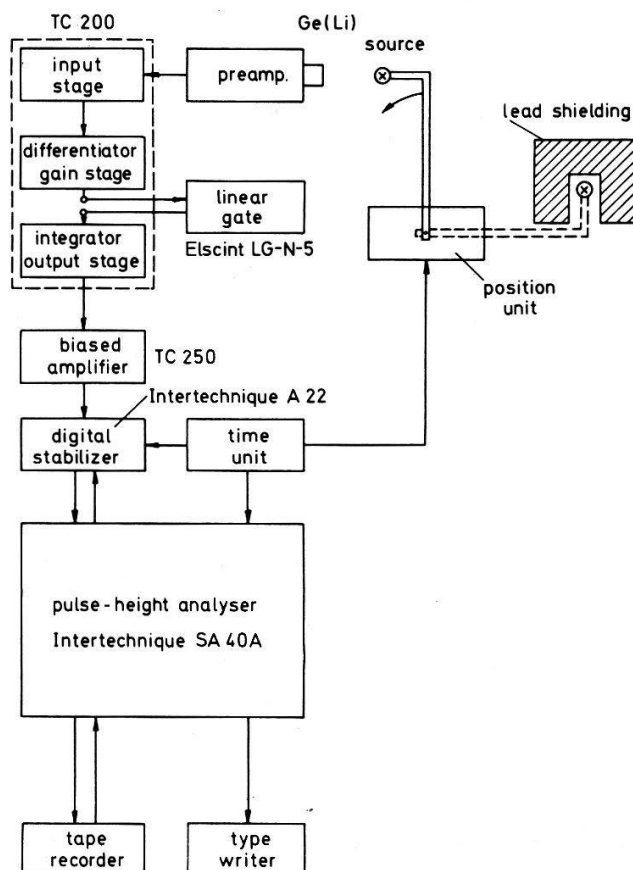 TC 200
Ge(Li)
input
stage
preamp.
source
lead shielding
differentiator
gain stage
linear
gate
Elscint LG-N-5
integrator
output stage
position
unit
biased
amplifier
TC 250
Intertechnique A 22
digital
stabilizer
time
unit
pulse-height analyser
Intertechnique SA 40A
tape
recorder
type
writer